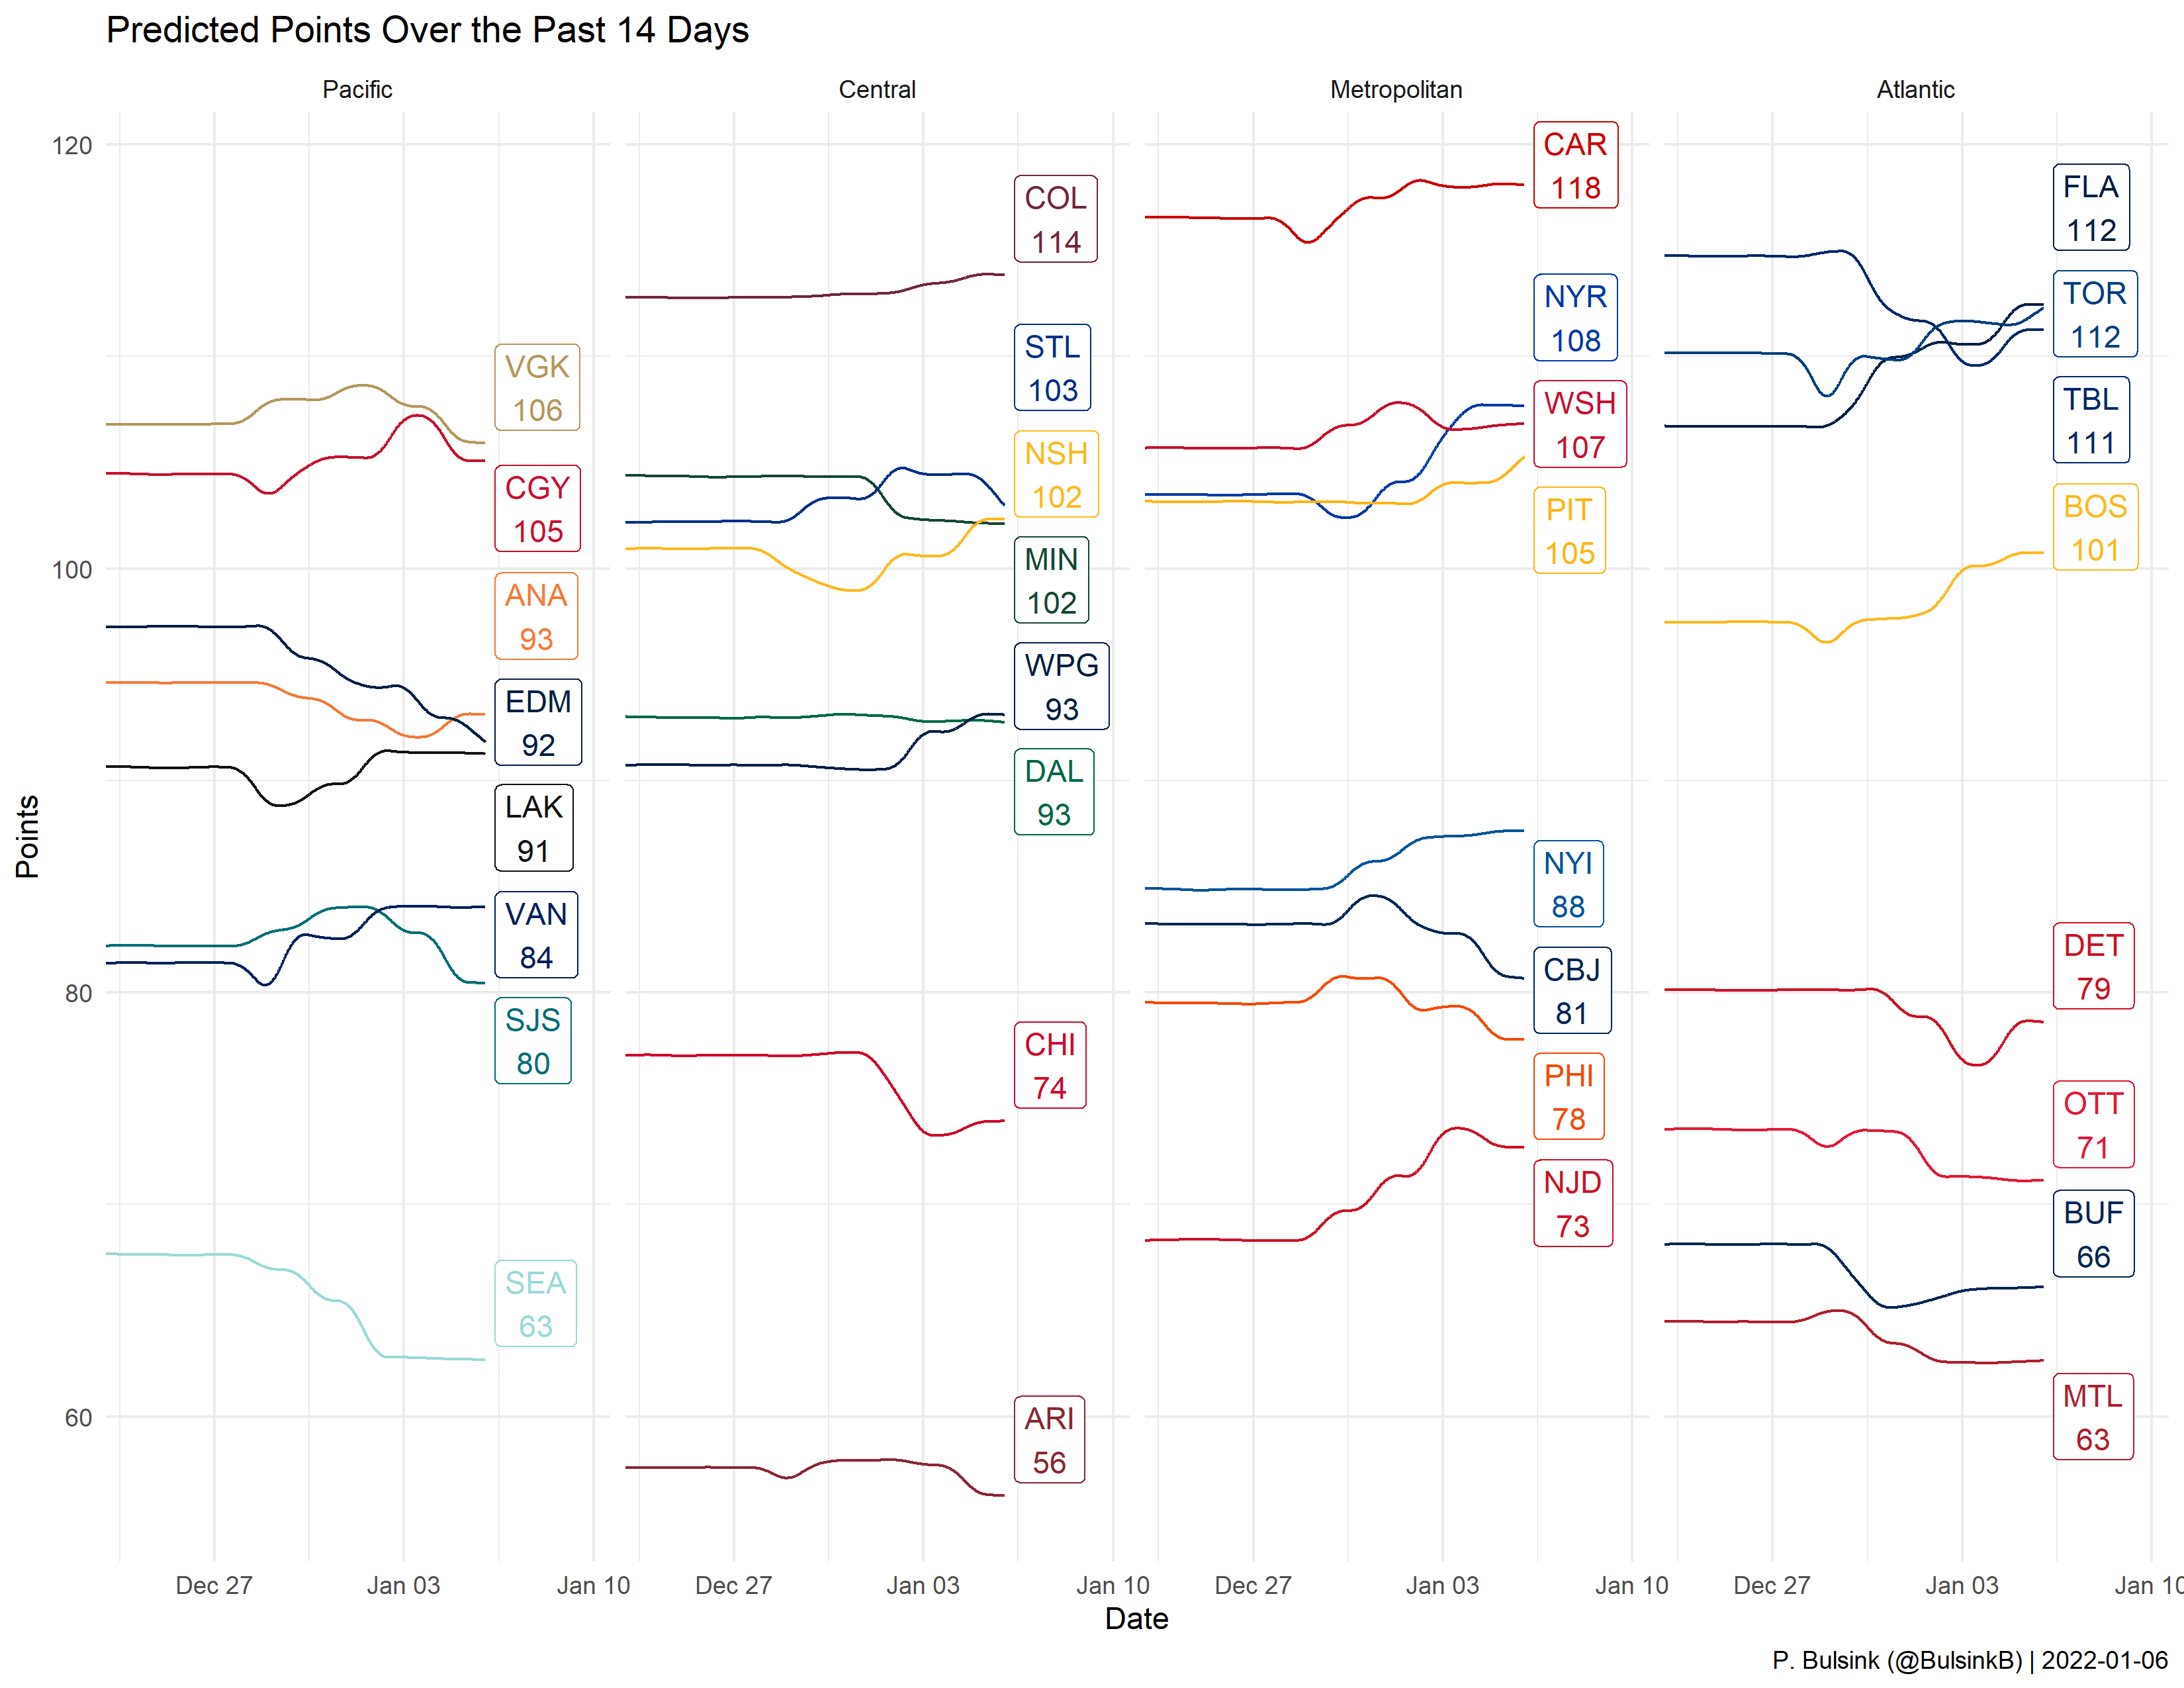 Predicted Points Over the Past 14 Days
Pacific
Central
Metropolitan
Atlantic
Points
120
100
80
60
VGK
106
CGY
105
ANA
93
EDM
92
LAK
91
VAN
84
SJS
80
SEA
63
COL
114
STL
103
NSH
102
MIN
102
WPG
93
DAL
93
CHI
74
ARI
56
CAR
118
NYR
108
WSH
107
PIT
105
NYI
88
CBJ
81
PHI
78
NJD
73
FLA
112
TOR
112
TBL
111
BOS
101
DET
79
OTT
71
BUF
66
MTL
63
Dec 27 Jan 03 Jan 10
Dec 27 Jan 03 Jan 10
Dec 27 Jan 03 Jan 10
Dec 27 Jan 03 Jan 10
Date
P. Bulsink (@BulsinkB) | 2022-01-06